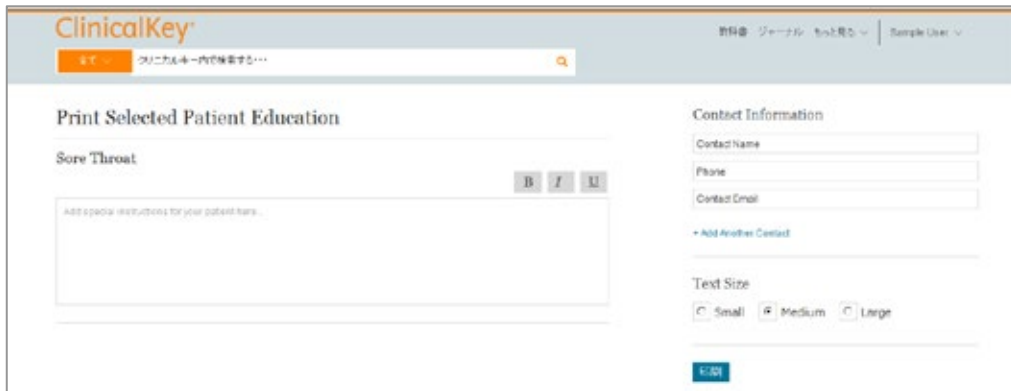 ClinicalKey
教科書 ジャーナル もっと見る Sample User
全て クリニカルキー内で検索する・・・
Print Selected Patient Education
Sore Throat
B I U
Add special instructions for your patient here...
Contact Information
Contact Name
Phone
Contact Email
+ Add Another Contact
Text Size
Small Medium Large
印刷